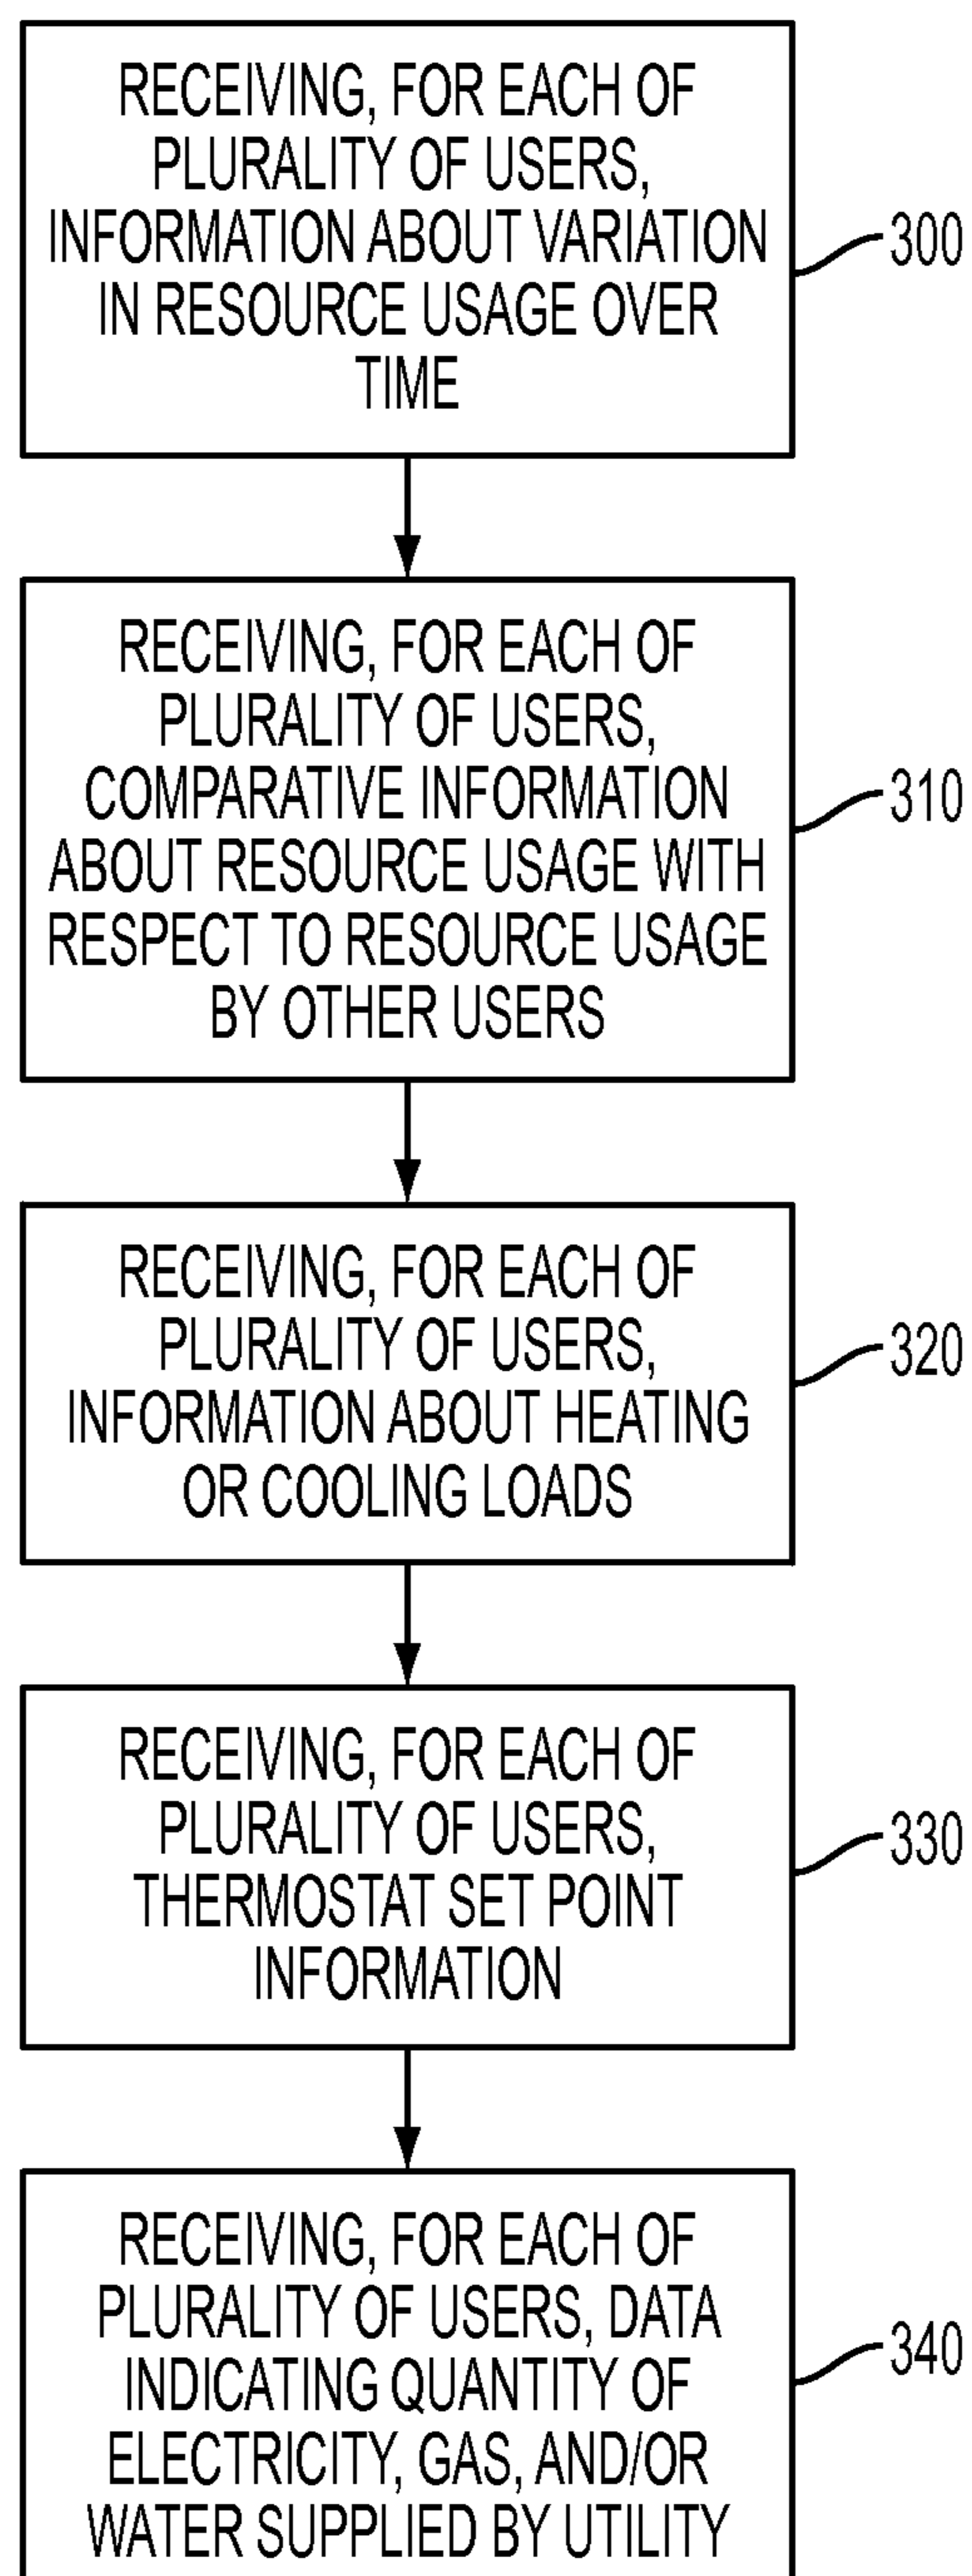 RECEIVING, FOR EACH OF
PLURALITY OF USERS,
INFORMATION ABOUT VARIATION
IN RESOURCE USAGE OVER
TIME
300
RECEIVING, FOR EACH OF
PLURALITY OF USERS,
COMPARATIVE INFORMATION
ABOUT RESOURCE USAGE WITH
RESPECT TO RESOURCE USAGE
BY OTHER USERS
310
RECEIVING, FOR EACH OF
PLURALITY OF USERS,
INFORMATION ABOUT HEATING
OR COOLING LOADS
320
RECEIVING, FOR EACH OF
PLURALITY OF USERS,
THERMOSTAT SET POINT
INFORMATION
330
RECEIVING, FOR EACH OF
PLURALITY OF USERS, DATA
INDICATING QUANTITY OF
ELECTRICITY, GAS, AND/OR
WATER SUPPLIED BY UTILITY
340